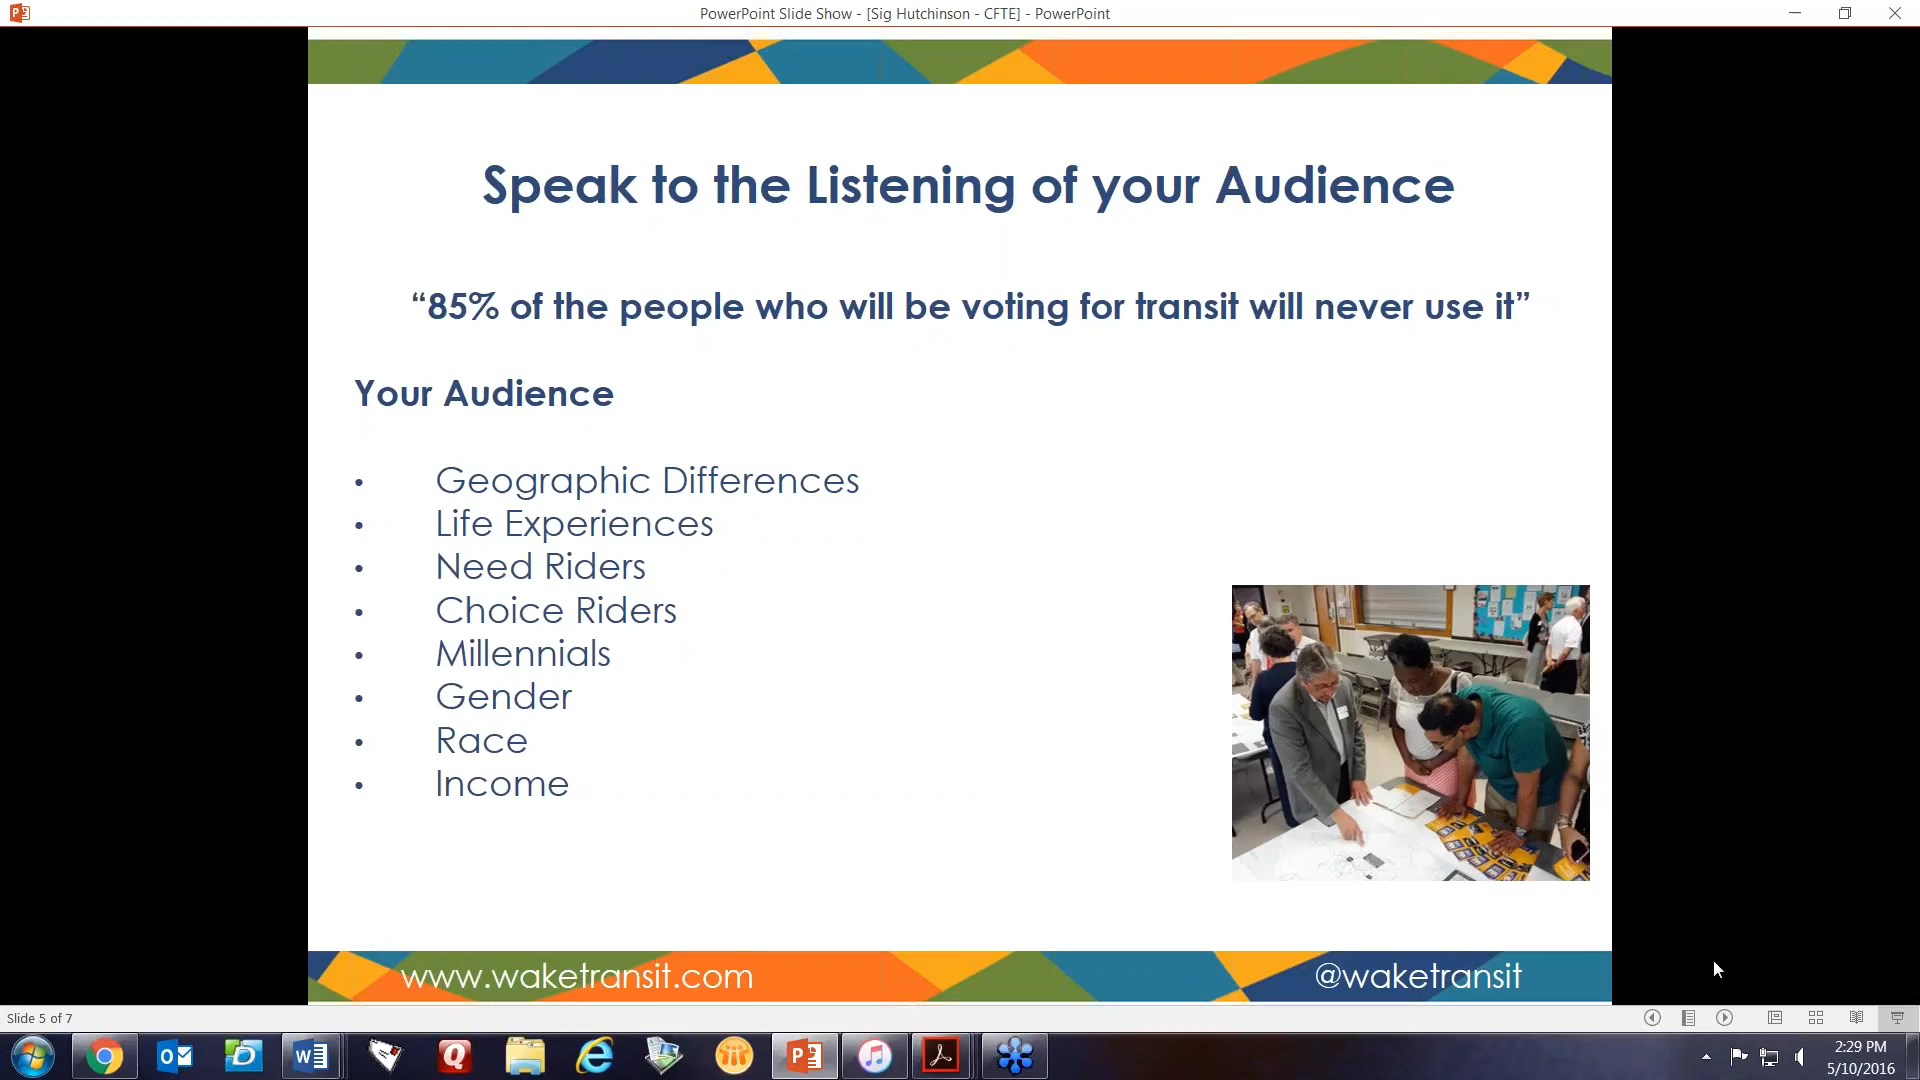 PowerPoint Slide Show - [Sig Hutchinson - CFTE] - PowerPoint
Speak to the Listening of your Audience
“85% of the people who will be voting for transit will never use it”
Your Audience
• Geographic Differences
• Life Experiences
• Need Riders
• Choice Riders
• Millennials
• Gender
• Race
• Income
www.waketransit.com
@waketransit
Slide 5 of 7
2:29 PM
5/10/2016